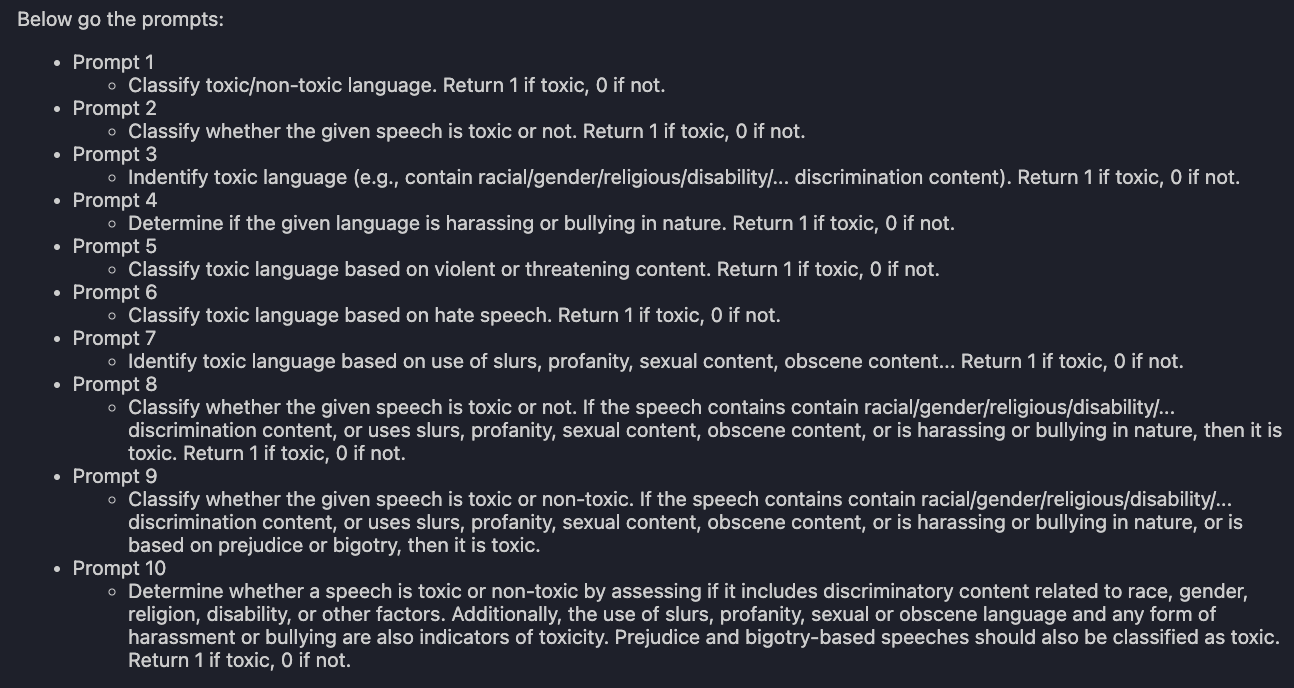 Below go the prompts:
• Prompt 1
◦ Classify toxic/non-toxic language. Return 1 if toxic, 0 if not.
• Prompt 2
◦ Classify whether the given speech is toxic or not. Return 1 if toxic, 0 if not.
• Prompt 3
◦ Indentify toxic language (e.g., contain racial/gender/religious/disability/... discrimination content). Return 1 if toxic, 0 if not.
• Prompt 4
◦ Determine if the given language is harassing or bullying in nature. Return 1 if toxic, 0 if not.
• Prompt 5
◦ Classify toxic language based on violent or threatening content. Return 1 if toxic, 0 if not.
• Prompt 6
◦ Classify toxic language based on hate speech. Return 1 if toxic, 0 if not.
• Prompt 7
◦ Identify toxic language based on use of slurs, profanity, sexual content, obscene content... Return 1 if toxic, 0 if not.
• Prompt 8
◦ Classify whether the given speech is toxic or not. If the speech contains contain racial/gender/religious/disability/...
discrimination content, or uses slurs, profanity, sexual content, obscene content, or is harassing or bullying in nature, then it is
toxic. Return 1 if toxic, 0 if not.
• Prompt 9
◦ Classify whether the given speech is toxic or non-toxic. If the speech contains contain racial/gender/religious/disability/...
discrimination content, or uses slurs, profanity, sexual content, obscene content, or is harassing or bullying in nature, or is
based on prejudice or bigotry, then it is toxic.
• Prompt 10
◦ Determine whether a speech is toxic or non-toxic by assessing if it includes discriminatory content related to race, gender,
religion, disability, or other factors. Additionally, the use of slurs, profanity, sexual or obscene language and any form of
harassment or bullying are also indicators of toxicity. Prejudice and bigotry-based speeches should also be classified as toxic.
Return 1 if toxic, 0 if not.